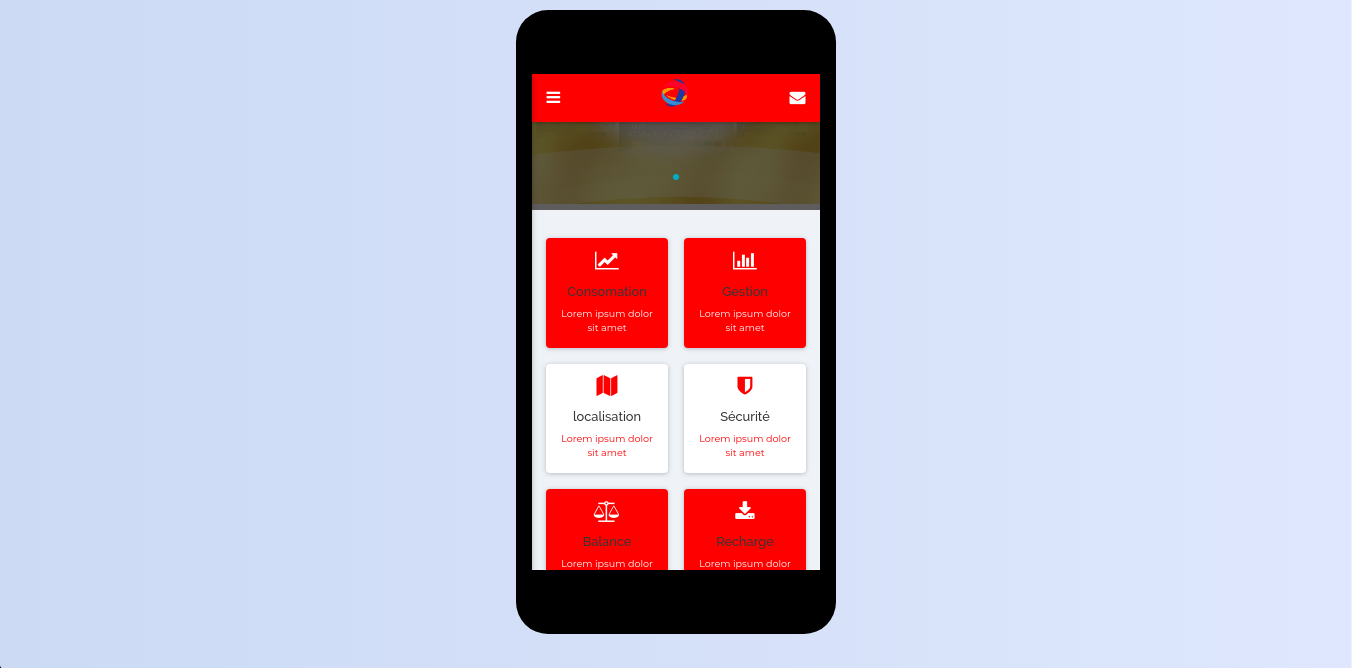 Consomation
Lorem ipsum dolor
sit amet
Gestion
Lorem ipsum dolor
sit amet
localisation
Lorem ipsum dolor
sit amet
Sécurité
Lorem ipsum dolor
sit amet
Balance
Lorem ipsum dolor
Recharge
Lorem ipsum dolor